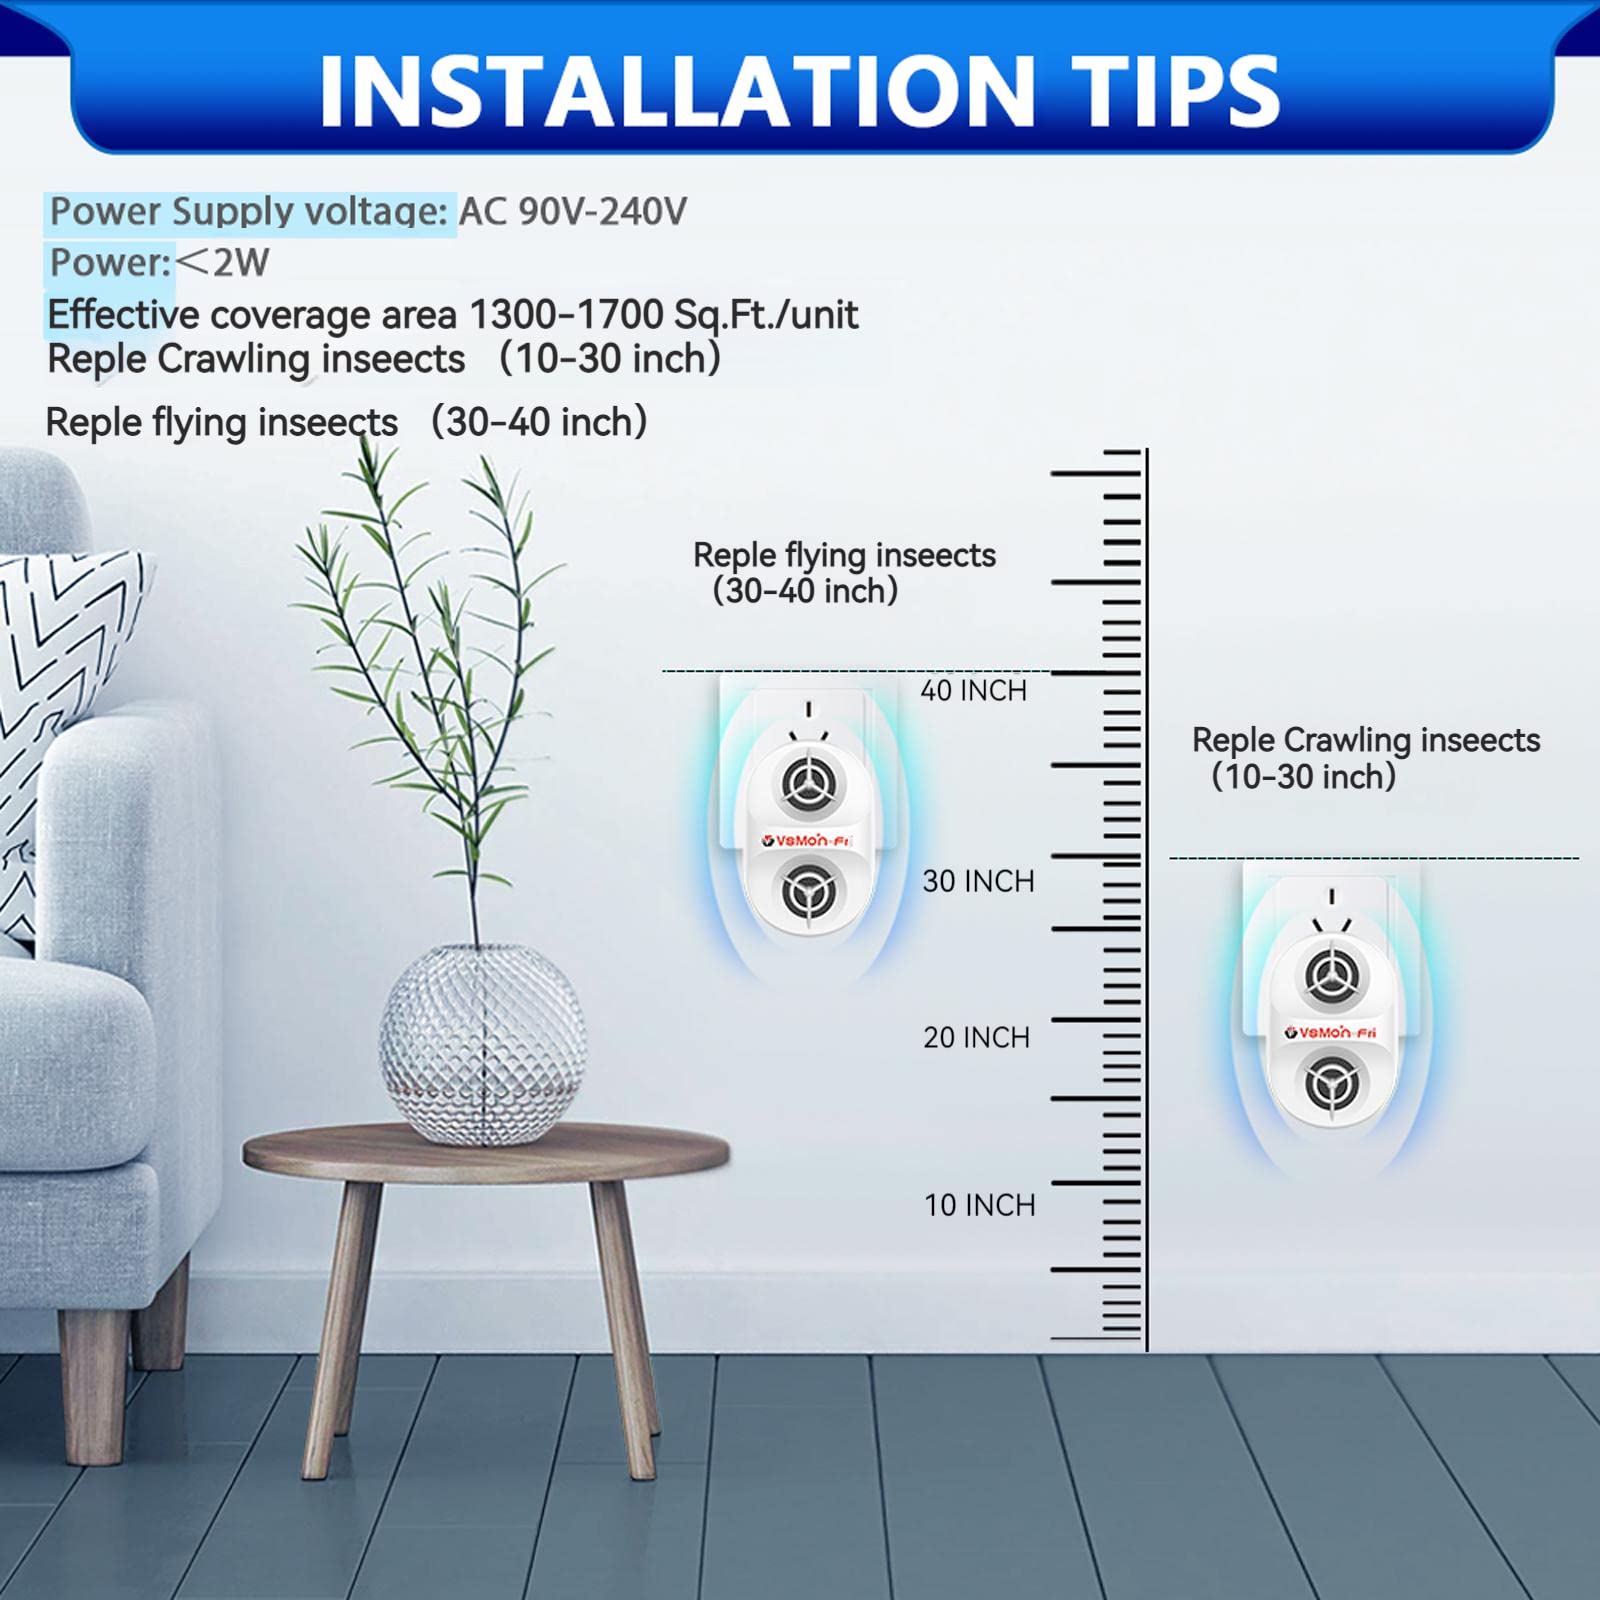 INSTALLATION TIPS
Power Supply voltage: AC 90V-240V
Power:<2W
Effective coverage area 1300-1700 Sq.Ft./unit
Reple Crawling inseects (10-30 inch)
Reple flying inseects (30-40 inch)
Reple flying inseects
(30-40 inch)
40 INCH
Reple Crawling inseects
(10-30 inch)
VsMon-Fri
30 INCH
VsMon-Fri
20 INCH
10 INCH